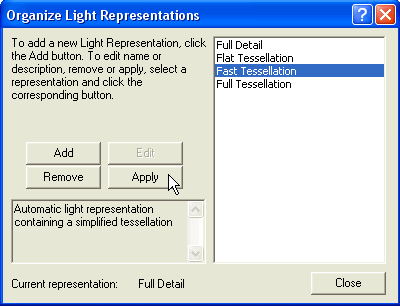 Organize Light Representations
To add a new Light Representation, click
the Add button. To edit name or
description, remove or apply, select a
representation and click the
corresponding button.
Add
Edit
Remove
Apply
Automatic light representation
containing a simplified tessellation
Current representation: Full Detail
Full Detail
Flat Tessellation
Fast Tessellation
Full Tessellation
Close